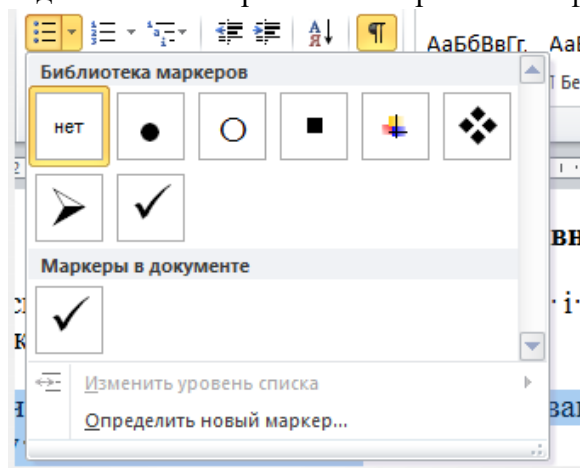 АаБбВвГг,
Библиотека маркеров
нет
Маркеры в документе
Изменить уровень списка
Определить новый маркер...